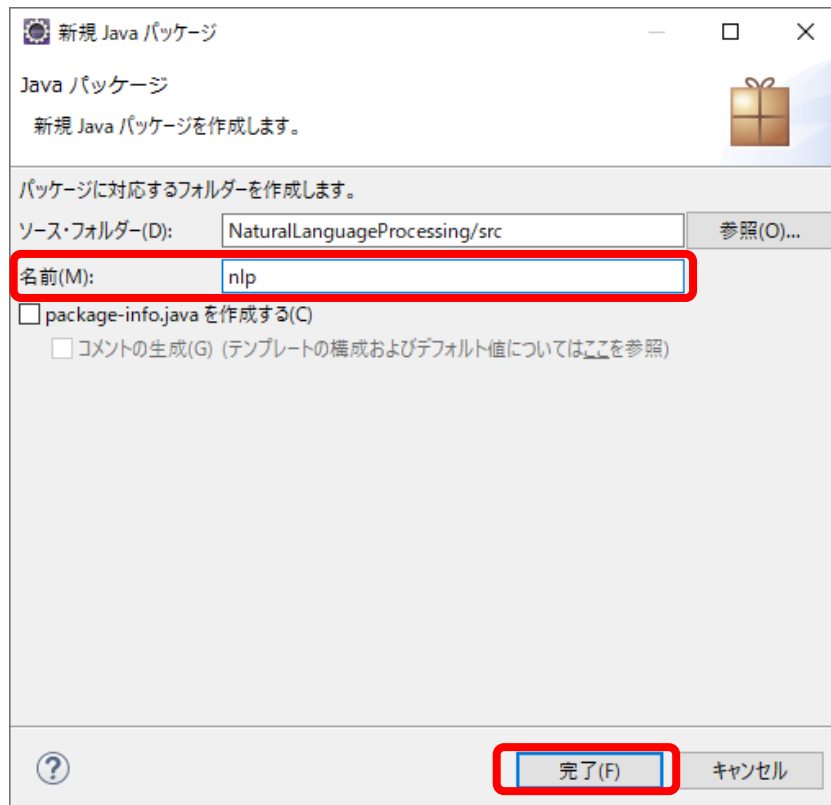 新規 Java パッケージ
Java パッケージ
新規 Java パッケージを作成します。
パッケージに対応するフォルダーを作成します。
ソース・フォルダー(D): NaturalLanguageProcessing/src 参照(O)...
名前(M): nlp
package-info.java を作成する(C)
コメントの生成(G) (テンプレートの構成およびデフォルト値についてはここを参照)
? 完了(F) キャンセル